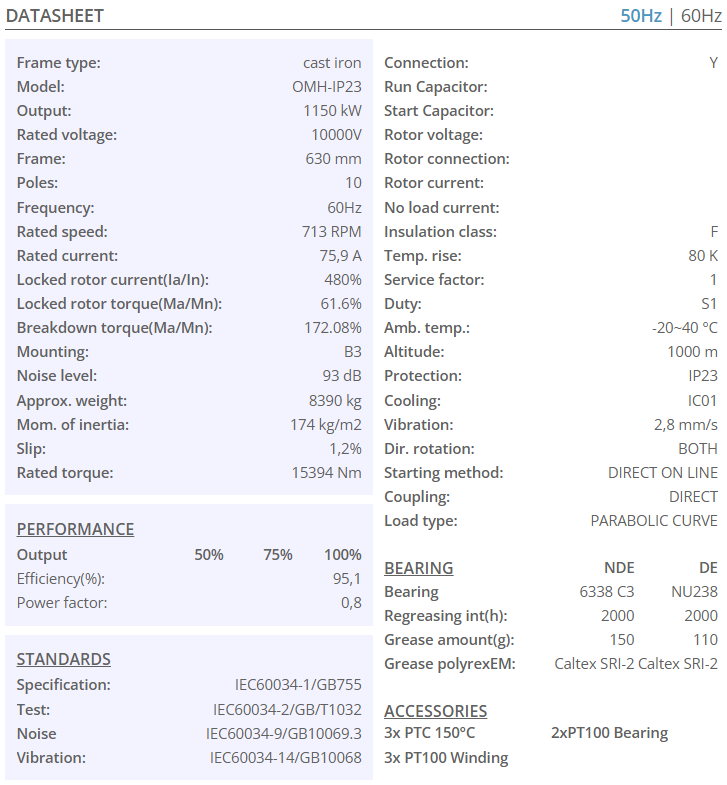 DATASHEET 50Hz | 60Hz
Frame type: cast iron
Model: OMH-IP23
Output: 1150 kW
Rated voltage: 10000V
Frame: 630 mm
Poles: 10
Frequency: 60Hz
Rated speed: 713 RPM
Rated current: 75,9 A
Locked rotor current(Ia/In): 480%
Locked rotor torque(Ma/Mn): 61.6%
Breakdown torque(Ma/Mn): 172.08%
Mounting: B3
Noise level: 93 dB
Approx. weight: 8390 kg
Mom. of inertia: 174 kg/m2
Slip: 1,2%
Rated torque: 15394 Nm
PERFORMANCE
Output 50% 75% 100%
Efficiency(%): 95,1
Power factor: 0,8
STANDARDS
Specification: IEC60034-1/GB755
Test: IEC60034-2/GB/T1032
Noise IEC60034-9/GB10069.3
Vibration: IEC60034-14/GB10068
Connection: Y
Run Capacitor:
Start Capacitor:
Rotor voltage:
Rotor connection:
Rotor current:
No load current:
Insulation class: F
Temp. rise: 80 K
Service factor: 1
Duty: S1
Amb. temp.: -20~40 °C
Altitude: 1000 m
Protection: IP23
Cooling: IC01
Vibration: 2,8 mm/s
Dir. rotation: BOTH
Starting method: DIRECT ON LINE
Coupling: DIRECT
Load type: PARABOLIC CURVE
BEARING NDE DE
Bearing 6338 C3 NU238
Regreasing int(h): 2000 2000
Grease amount(g): 150 110
Grease polyrexEM: Caltex SRI-2 Caltex SRI-2
ACCESSORIES
3x PTC 150°C 2xPT100 Bearing
3x PT100 Winding